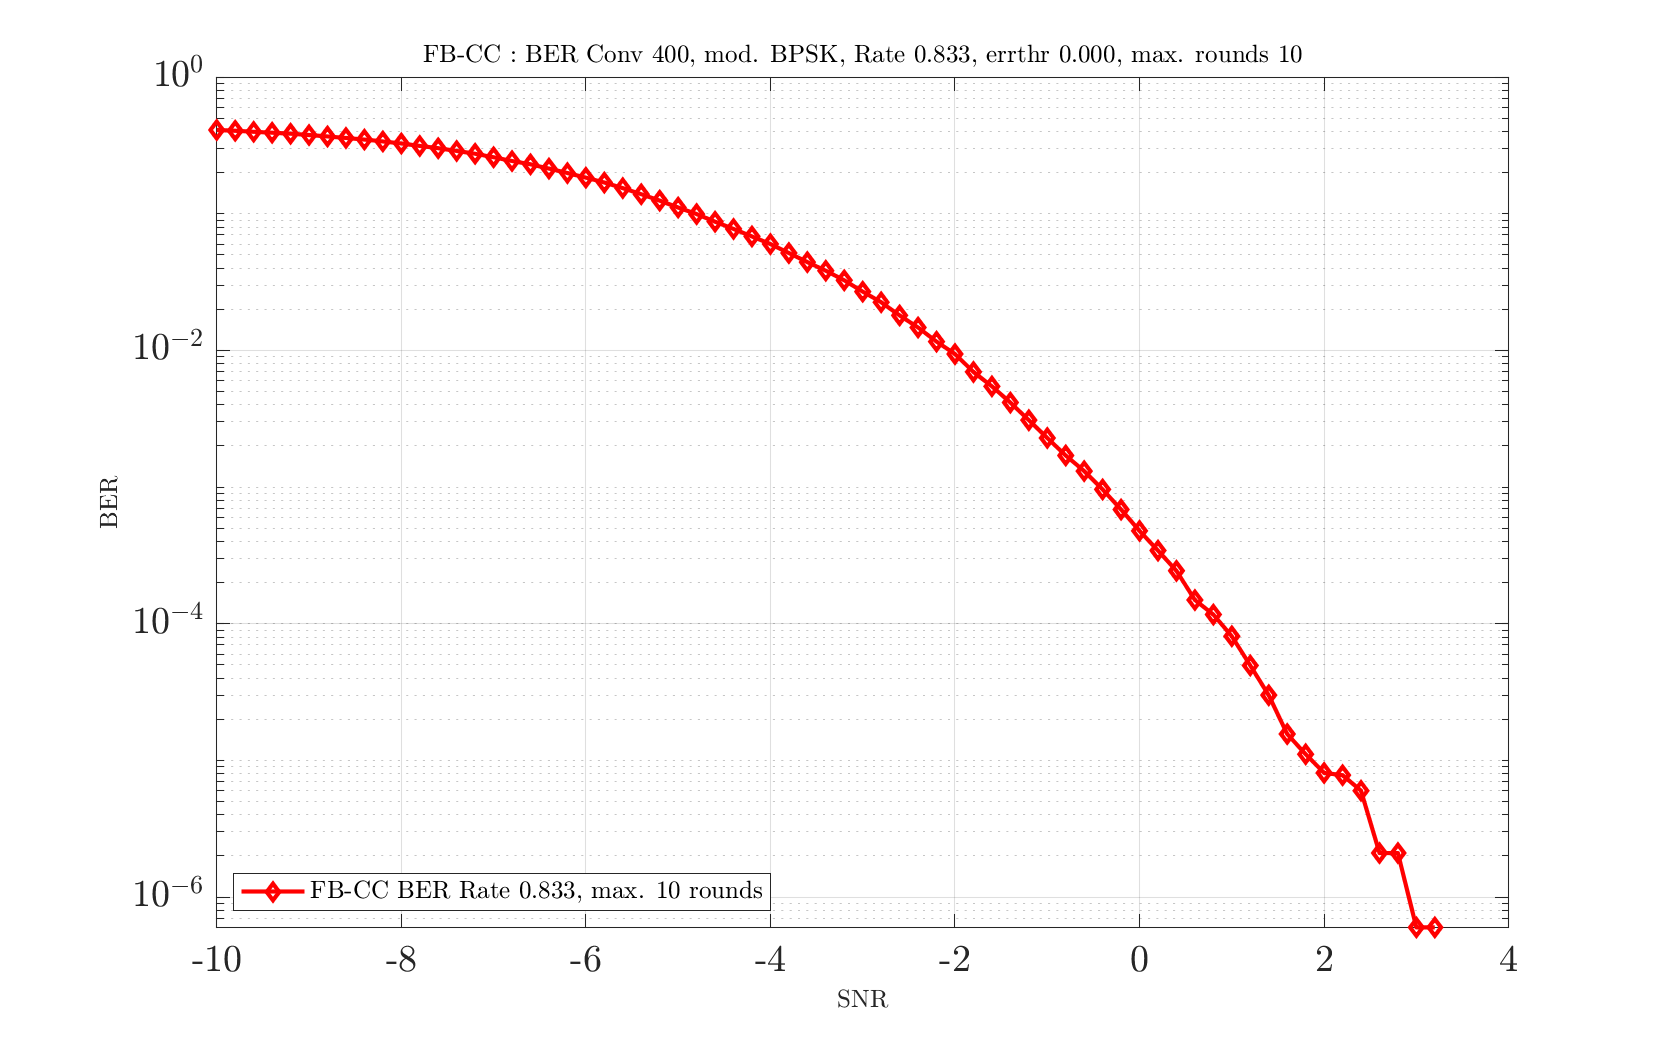 FB-CC : BER Conv 400, mod. BPSK, Rate 0.833, errthr 0.000, max. rounds 10
10^0
10^-2
BER
10^-4
10^-6
FB-CC BER Rate 0.833, max. 10 rounds
-10 -8 -6 -4 -2 0 2 4
SNR